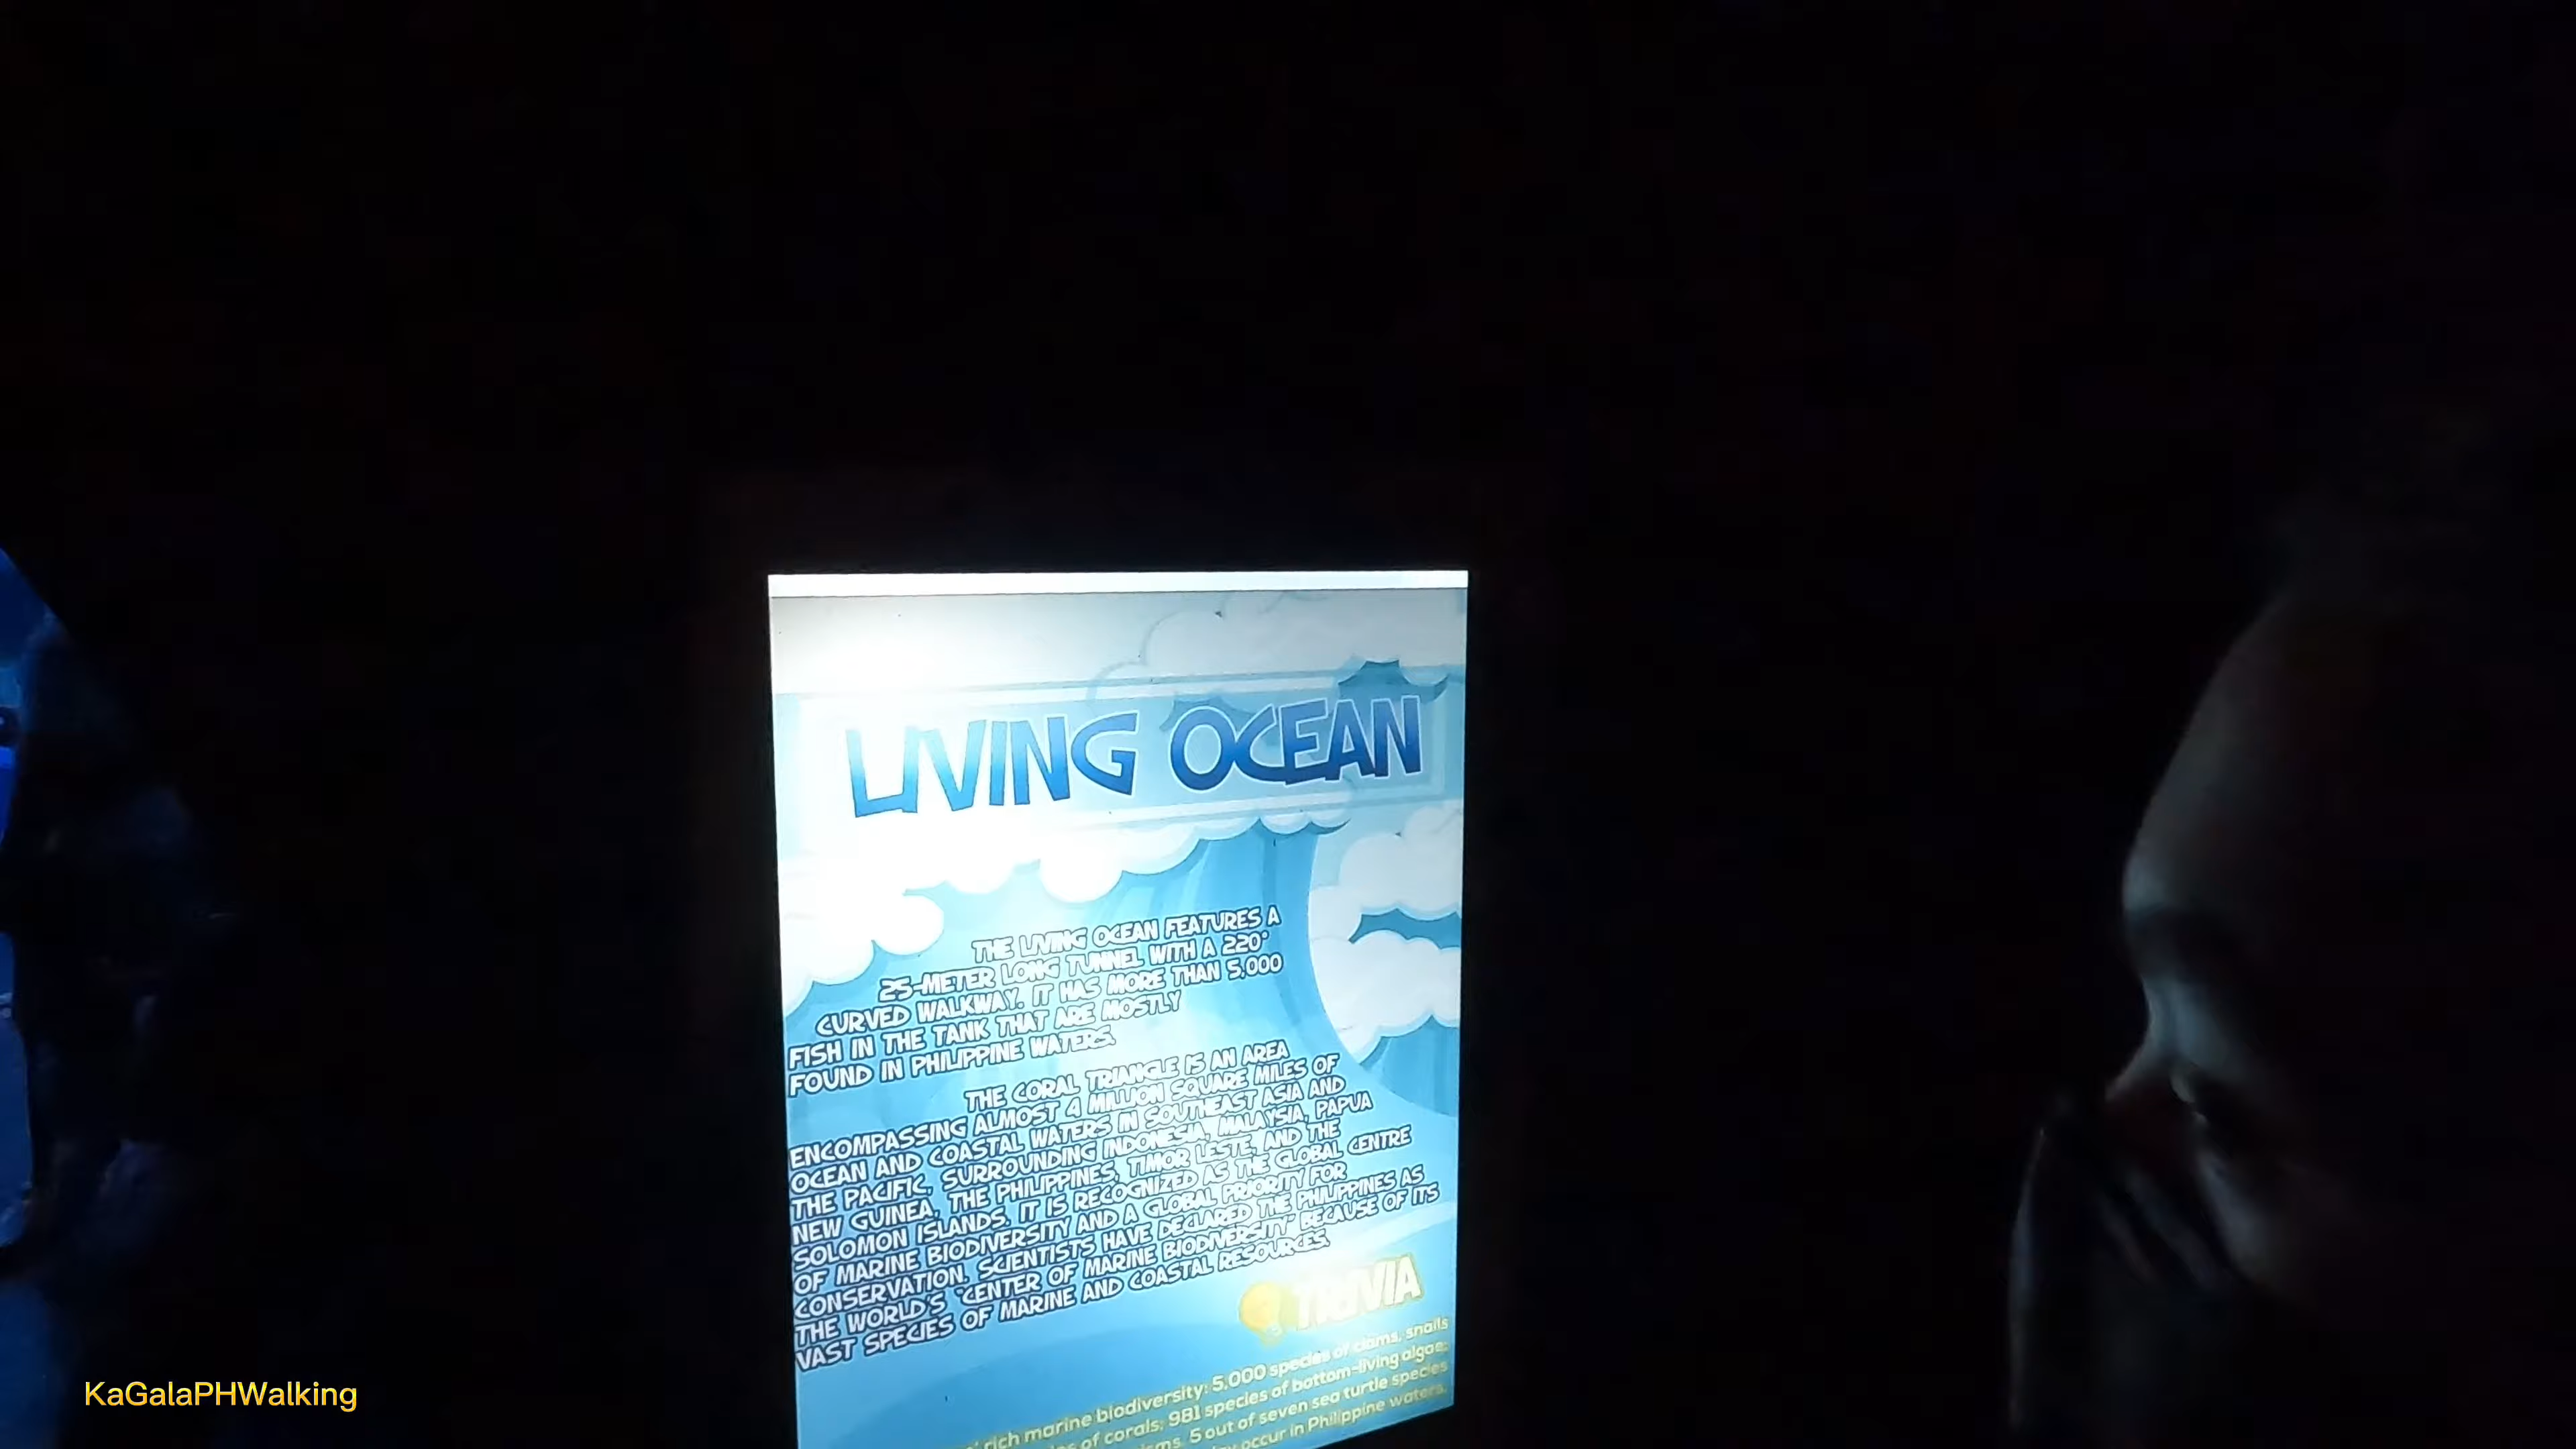 LIVING OCEAN
THE LIVING OCEAN FEATURES A
25-METER LONG TUNNEL WITH A 220°
CURVED WALKWAY. IT HAS MORE THAN 5,000
FISH IN THE TANK THAT ARE MOSTLY
FOUND IN PHILIPPINE WATERS.
THE CORAL TRIANGLE IS AN AREA
ENCOMPASSING ALMOST 4 MILLION SQUARE MILES OF
OCEAN AND COASTAL WATERS IN SOUTHEAST ASIA AND
THE PACIFIC, SURROUNDING INDONESIA, MALAYSIA, PAPUA
NEW GUINEA, THE PHILIPPINES, TIMOR LESTE, AND THE
SOLOMON ISLANDS. IT IS RECOGNIZED AS THE GLOBAL CENTRE
OF MARINE BIODIVERSITY AND A GLOBAL PRIORITY FOR
CONSERVATION. SCIENTISTS HAVE DECLARED THE PHILIPPINES AS
THE WORLD'S "CENTER OF MARINE BIODIVERSITY" BECAUSE OF ITS
VAST SPECIES OF MARINE AND COASTAL RESOURCES.
TRIVIA
rich marine biodiversity: 5,000 species of clams, snails
of corals; 981 species of bottom-living algae;
5 out of seven sea turtle species
occur in Philippine waters.
KaGalaPHWalking